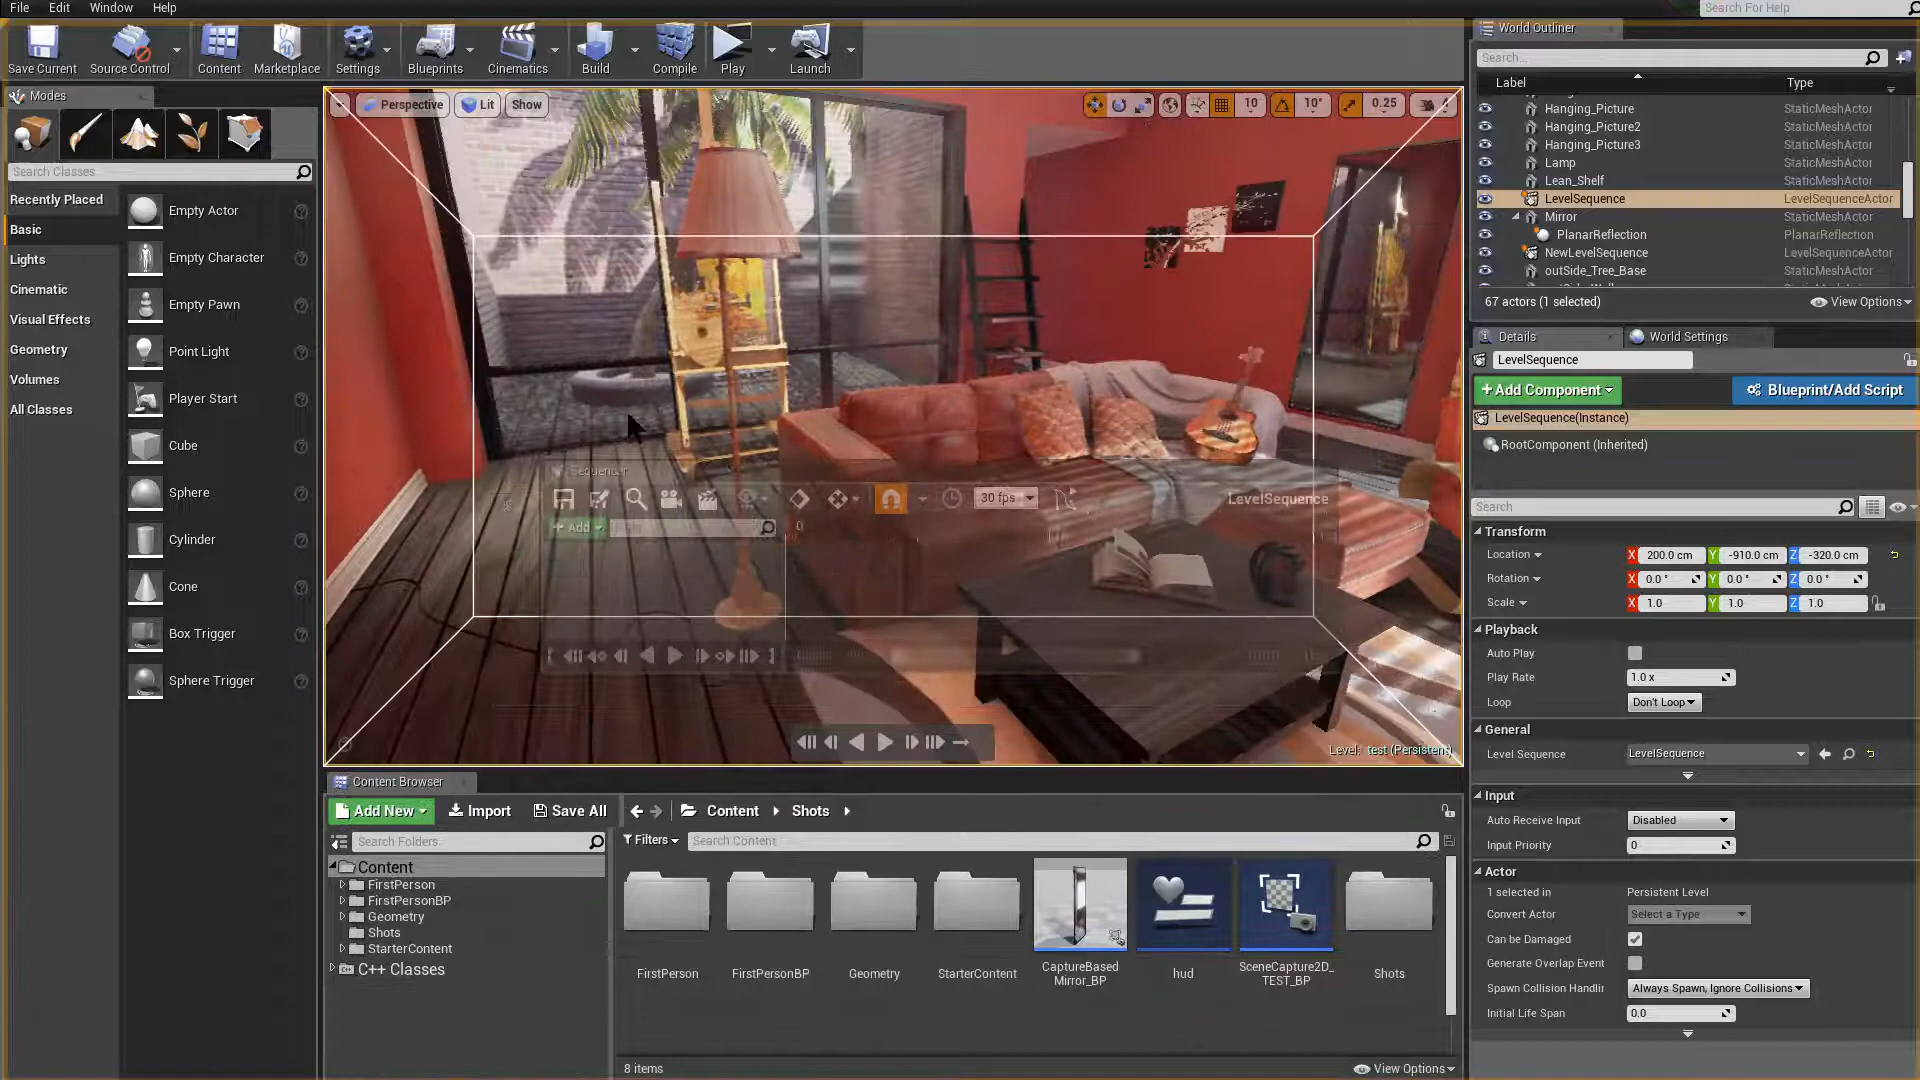 File Edit Window Help
Search For Help
Save Current Source Control Content Marketplace Settings Blueprints Cinematics Build Compile Play Launch
Modes
Search Classes
Recently Placed
Basic
Lights
Cinematic
Visual Effects
Geometry
Volumes
All Classes
Empty Actor
Empty Character
Empty Pawn
Point Light
Player Start
Cube
Sphere
Cylinder
Cone
Box Trigger
Sphere Trigger
Perspective Lit Show
10 10° 0.25 4
Sequencer
30 fps LevelSequence
+ Add
0
Level: test (Persistent)
Content Browser
Add New Import Save All Content Shots
Search Folders
Filters Search Content
Content
FirstPerson
FirstPersonBP
Geometry
Shots
StarterContent
C++ Classes
FirstPerson
FirstPersonBP
Geometry
StarterContent
CaptureBased
Mirror_BP
hud
SceneCapture2D_
TEST_BP
Shots
8 items View Options
World Outliner
Search...
Label Type
Hanging_Picture StaticMeshActor
Hanging_Picture2 StaticMeshActor
Hanging_Picture3 StaticMeshActor
Lamp StaticMeshActor
Lean_Shelf StaticMeshActor
LevelSequence LevelSequenceActor
Mirror StaticMeshActor
PlanarReflection PlanarReflection
NewLevelSequence LevelSequenceActor
outSide_Tree_Base StaticMeshActor
67 actors (1 selected) View Options
Details World Settings
LevelSequence
+Add Component Blueprint/Add Script
LevelSequence(Instance)
RootComponent (Inherited)
Search
Transform
Location X 200.0 cm Y -910.0 cm Z -320.0 cm
Rotation X 0.0 ° Y 0.0 ° Z 0.0 °
Scale X 1.0 Y 1.0 Z 1.0
Playback
Auto Play
Play Rate 1.0 x
Loop Don't Loop
General
Level Sequence LevelSequence
Input
Auto Receive Input Disabled
Input Priority 0
Actor
1 selected in Persistent Level
Convert Actor Select a Type
Can be Damaged
Generate Overlap Event
Spawn Collision Handlir Always Spawn, Ignore Collisions
Initial Life Span 0.0